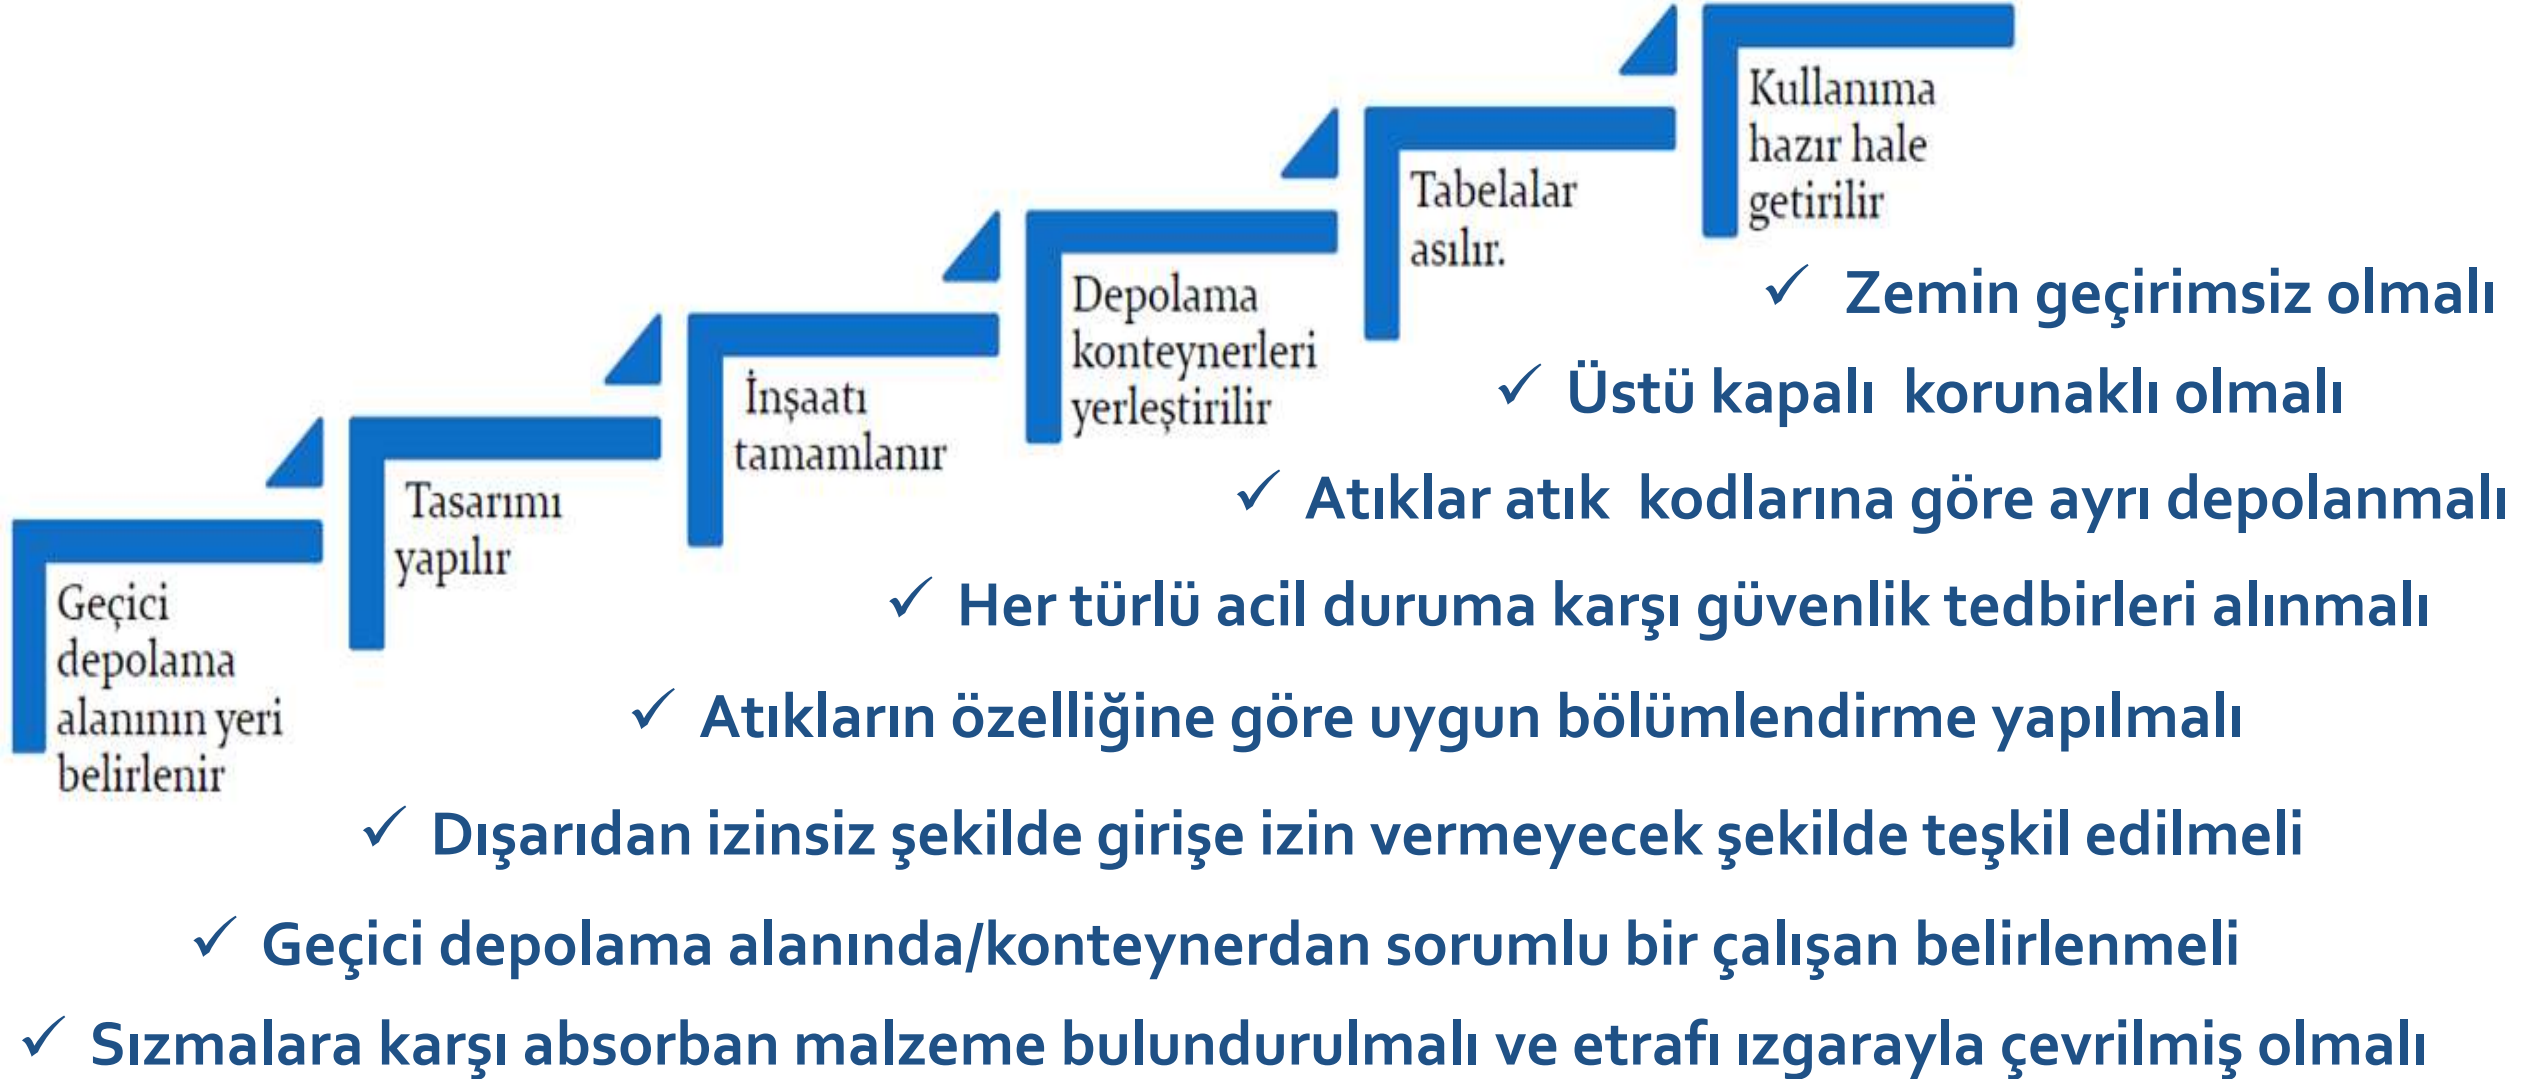 Geçici
depolama
alanının yeri
belirlenir
Tasarımı
yapılır
İnşaatı
tamamlanır
Depolama
konteynerleri
yerleştirilir
Tabelalar
asılır.
Kullanıma
hazır hale
getirilir
✓ Zemin geçirimsiz olmalı
✓ Üstü kapalı korunaklı olmalı
✓ Atıklar atık kodlarına göre ayrı depolanmalı
✓ Her türlü acil duruma karşı güvenlik tedbirleri alınmalı
✓ Atıkların özelliğine göre uygun bölümlendirme yapılmalı
✓ Dışarıdan izinsiz şekilde girişe izin vermeyecek şekilde teşkil edilmeli
✓ Geçici depolama alanında/konteynerdan sorumlu bir çalışan belirlenmeli
✓ Sızmalara karşı absorban malzeme bulundurulmalı ve etrafı ızgarayla çevrilmiş olmalı